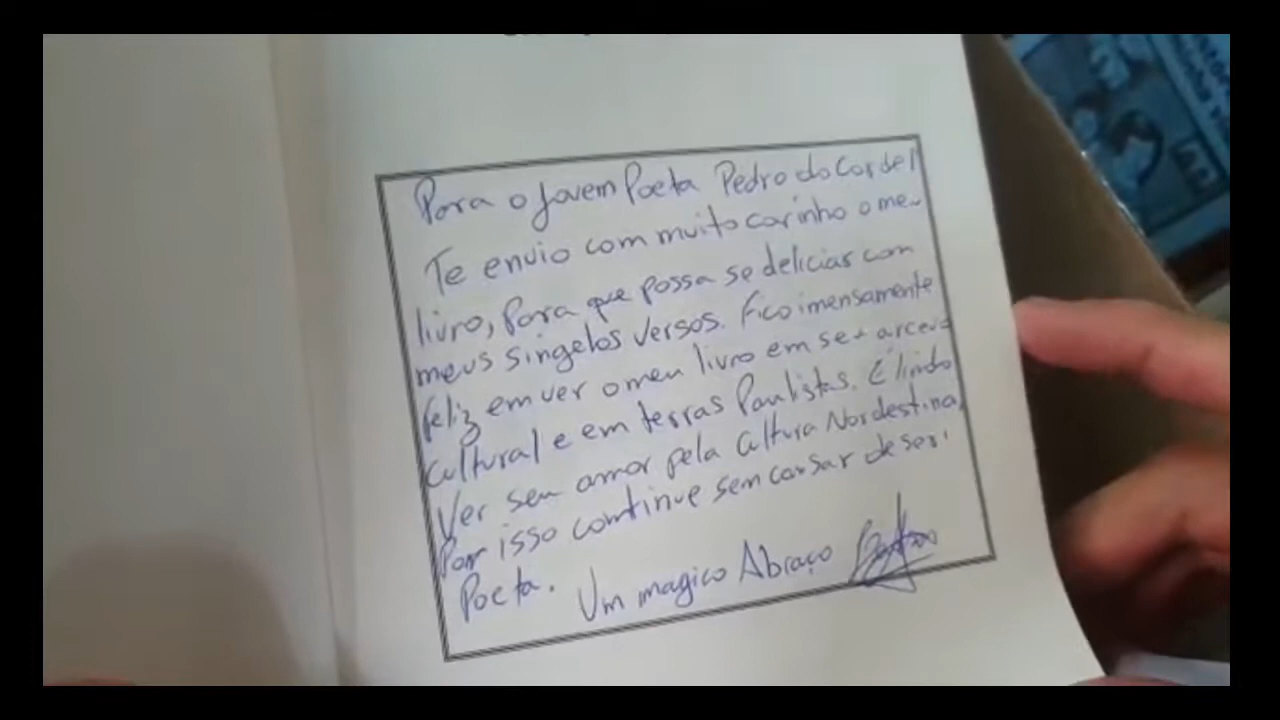 Para o Jovem Poeta Pedro do Cordel
Te envio com muito carinho o meu
livro, para que possa se deliciar com
meus singelos versos. Fico imensamente
feliz em ver o meu livro em seu
cultural e em terras Paulistas. É lindo
Ver seu amor pela Cultura Nordestina,
Por isso continue sem cansar de ser
Poeta. Um magico Abraço